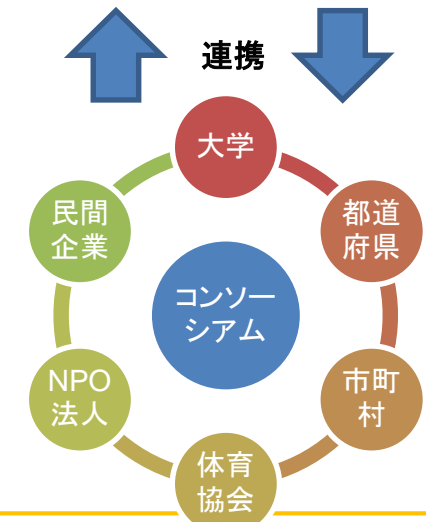 連携
大学
都道
府県
市町
村
体育
協会
NPO
法人
民間
企業
コンソー
シアム